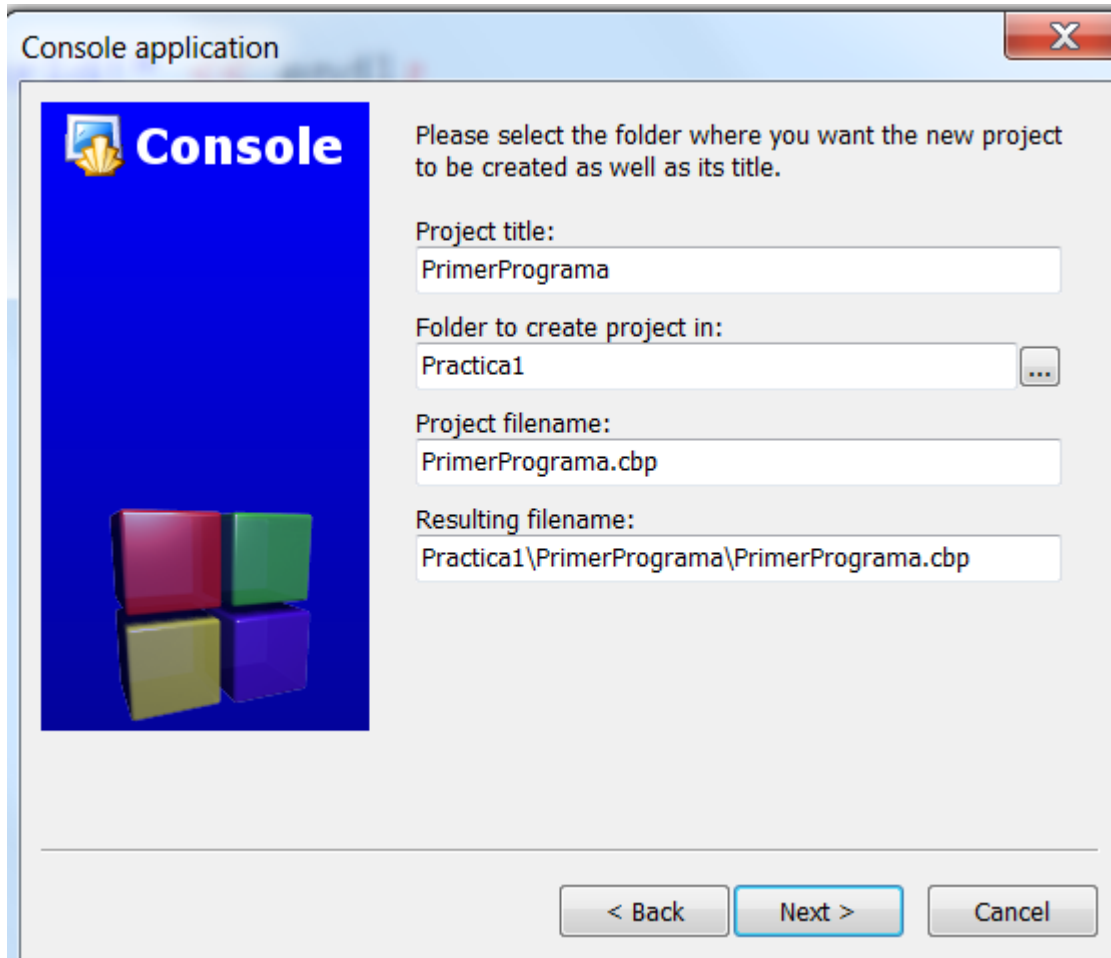 Console application
Console
Please select the folder where you want the new project
to be created as well as its title.
Project title:
PrimerPrograma
Folder to create project in:
Practica1
...
Project filename:
PrimerPrograma.cbp
Resulting filename:
Practica1\PrimerPrograma\PrimerPrograma.cbp
< Back
Next >
Cancel